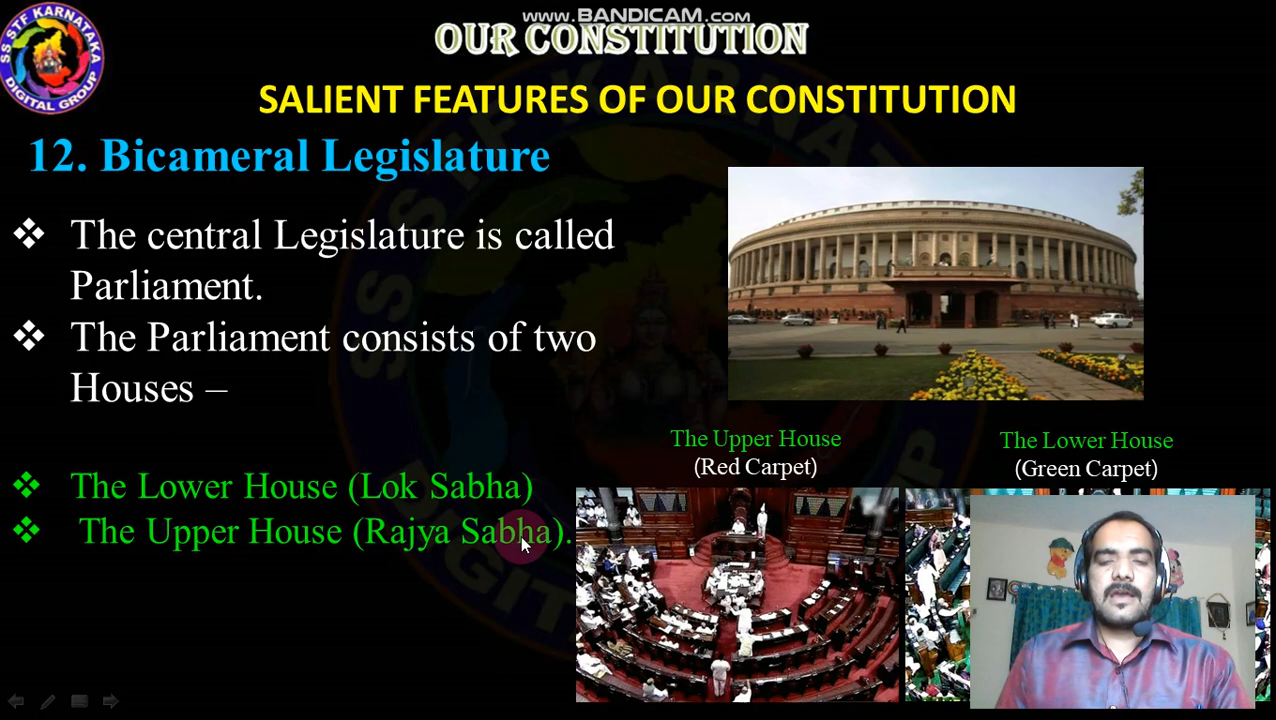 www.BANDICAM.com
SS STF KARNATAKA
DIGITAL GROUP
OUR CONSTITUTION
SALIENT FEATURES OF OUR CONSTITUTION
12. Bicameral Legislature
❖ The central Legislature is called
Parliament.
❖ The Parliament consists of two
Houses –
❖ The Lower House (Lok Sabha)
❖ The Upper House (Rajya Sabha).
The Upper House
(Red Carpet)
The Lower House
(Green Carpet)